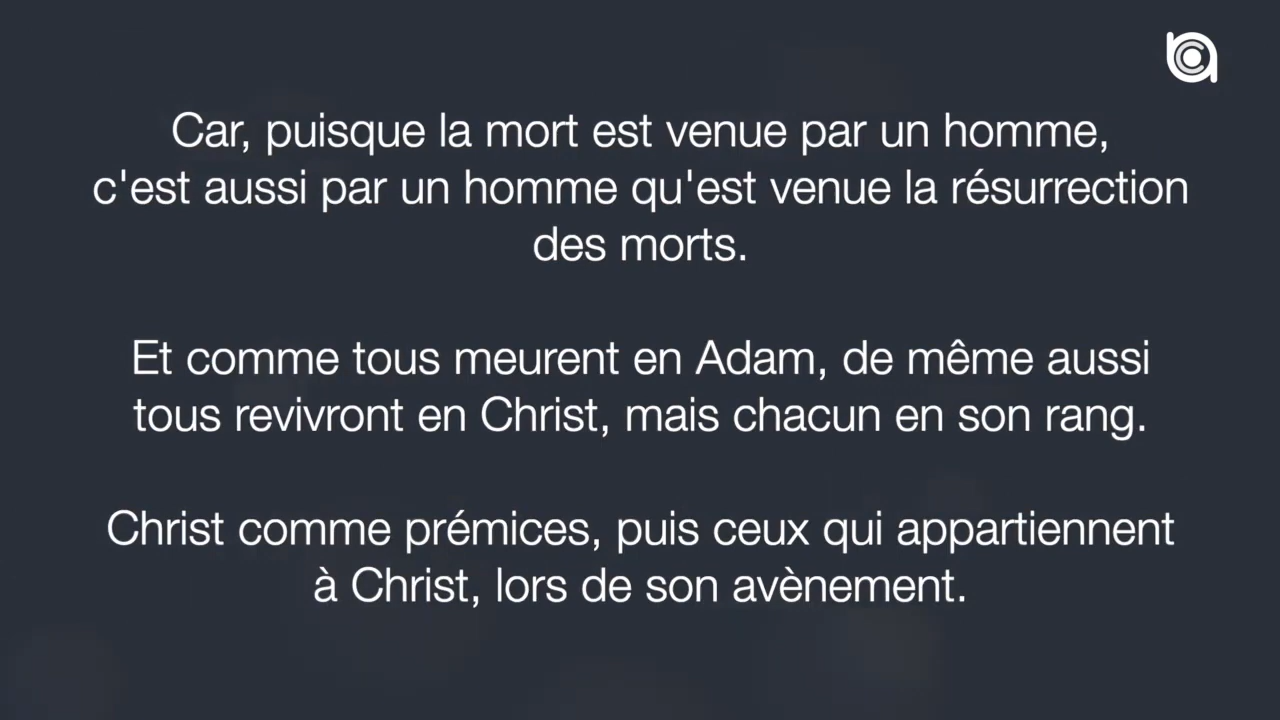 Car, puisque la mort est venue par un homme,
c'est aussi par un homme qu'est venue la résurrection
des morts.
Et comme tous meurent en Adam, de même aussi
tous revivront en Christ, mais chacun en son rang.
Christ comme prémices, puis ceux qui appartiennent
à Christ, lors de son avènement.